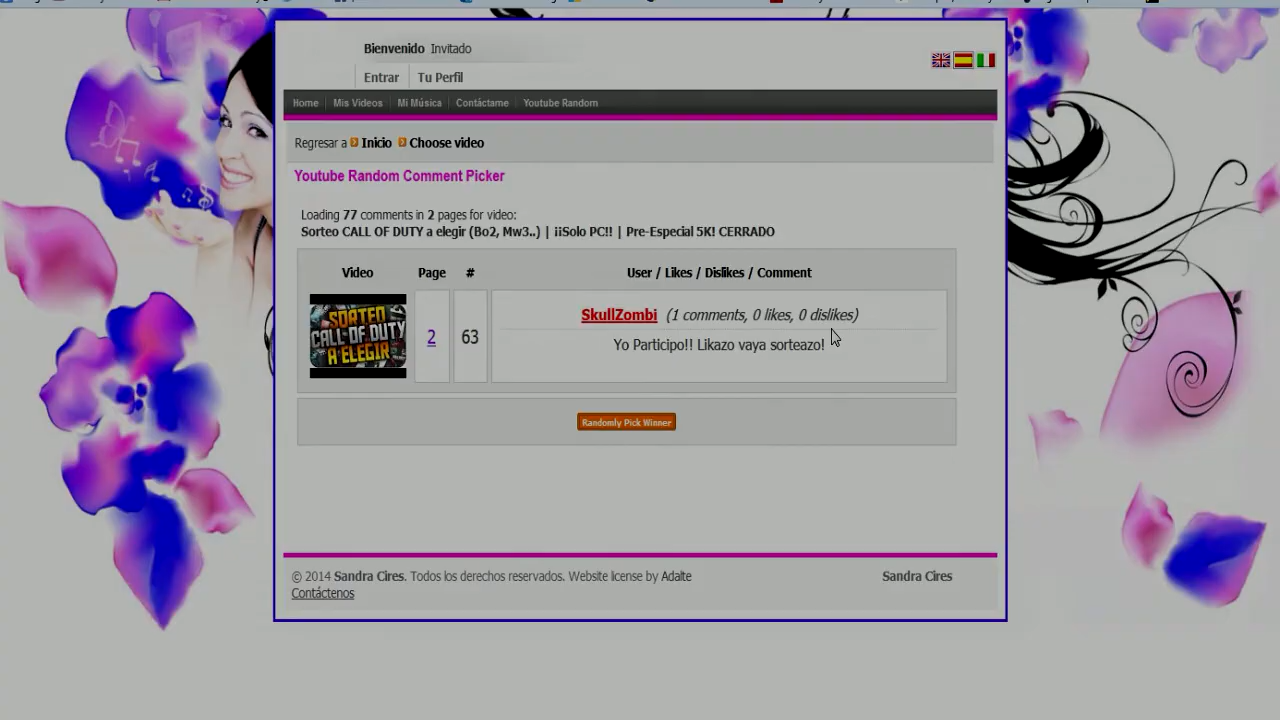 Bienvenido Invitado
Entrar Tu Perfil
Home Mis Videos Mi Música Contáctame Youtube Random
Regresar a Inicio Choose video
Youtube Random Comment Picker
Loading 77 comments in 2 pages for video:
Sorteo CALL OF DUTY a elegir (Bo2, Mw3..) | ¡¡Solo PC!! | Pre-Especial 5K! CERRADO
Video Page # User / Likes / Dislikes / Comment
SORTEO
CALL OF DUTY
A ELEGIR
2 63
SkullZombi (1 comments, 0 likes, 0 dislikes)
Yo Participo!! Likazo vaya sorteazo!
Randomly Pick Winner
© 2014 Sandra Cires. Todos los derechos reservados. Website license by Adalte
Sandra Cires
Contáctenos